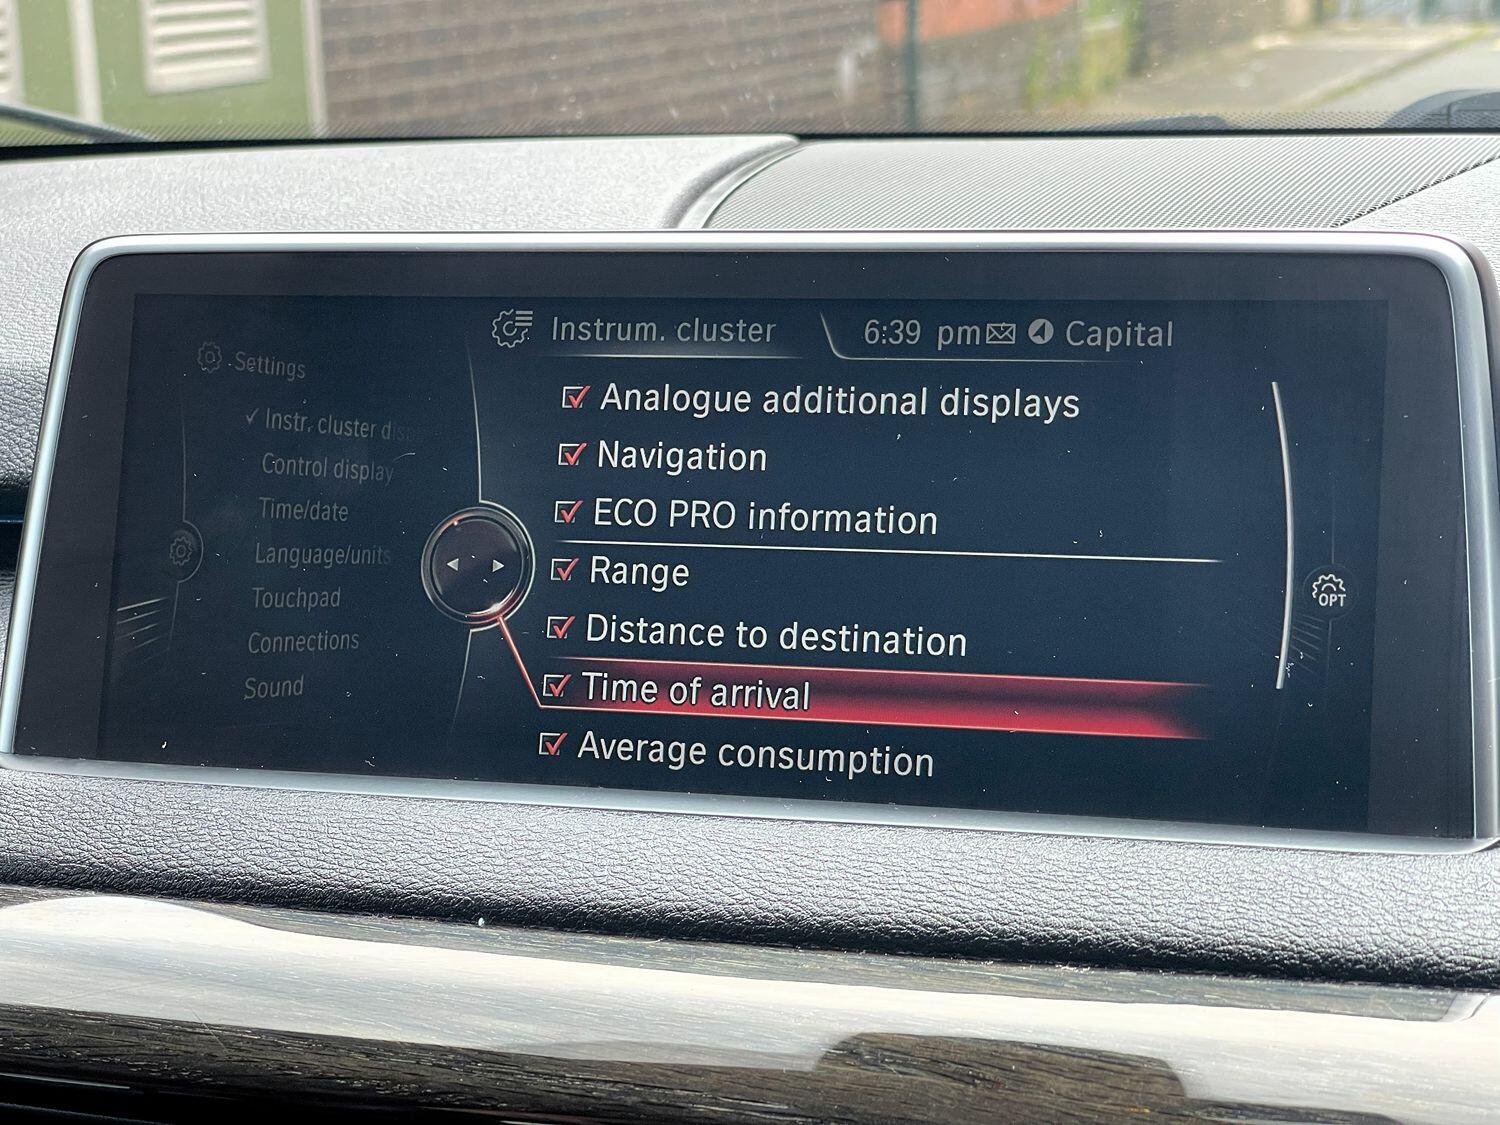 Instrum. cluster
6:39 pm Capital
Settings
Instr. cluster dis
Control display
Time/date
Language/units
Touchpad
Connections
Sound
Analogue additional displays
Navigation
ECO PRO information
Range
Distance to destination
Time of arrival
Average consumption
OPT